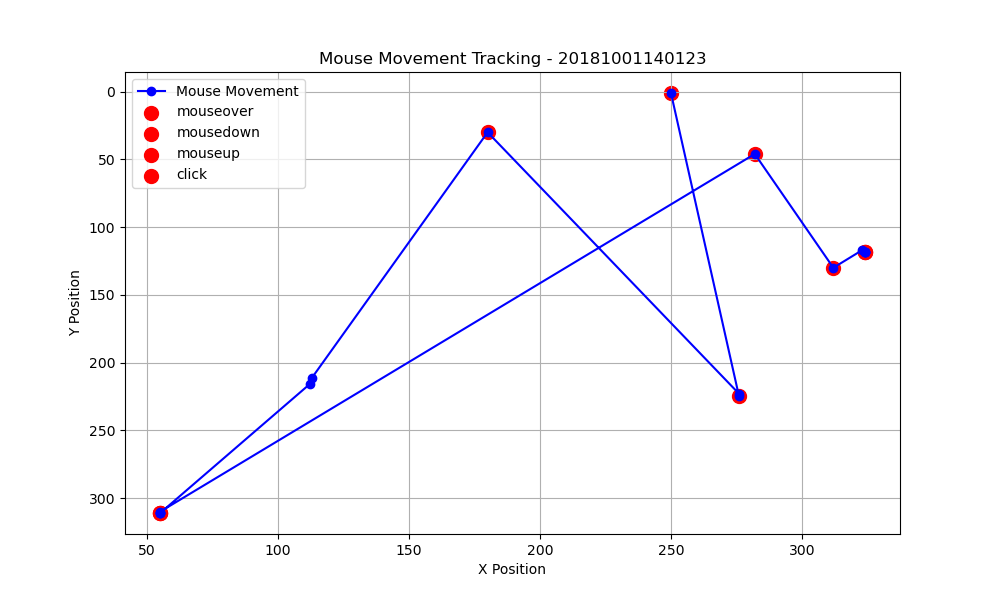 Mouse Movement Tracking - 20181001140123
Mouse Movement
mouseover
mousedown
mouseup
click
0
50
100
150
200
250
300
Y Position
50 100 150 200 250 300
X Position